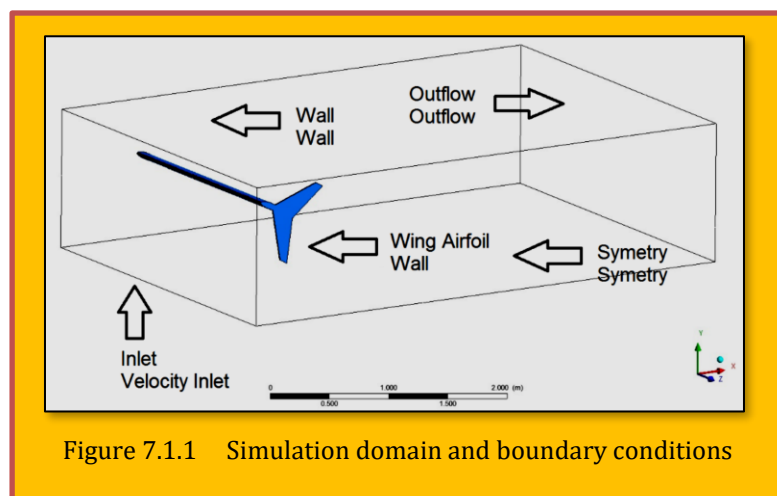 Wall
Wall
Outflow
Outflow
Wing Airfoil
Wall
Symetry
Symetry
Inlet
Velocity Inlet
0
1.000
2.000 (m)
0.500
1.500
Y
X
Z
Figure 7.1.1 Simulation domain and boundary conditions